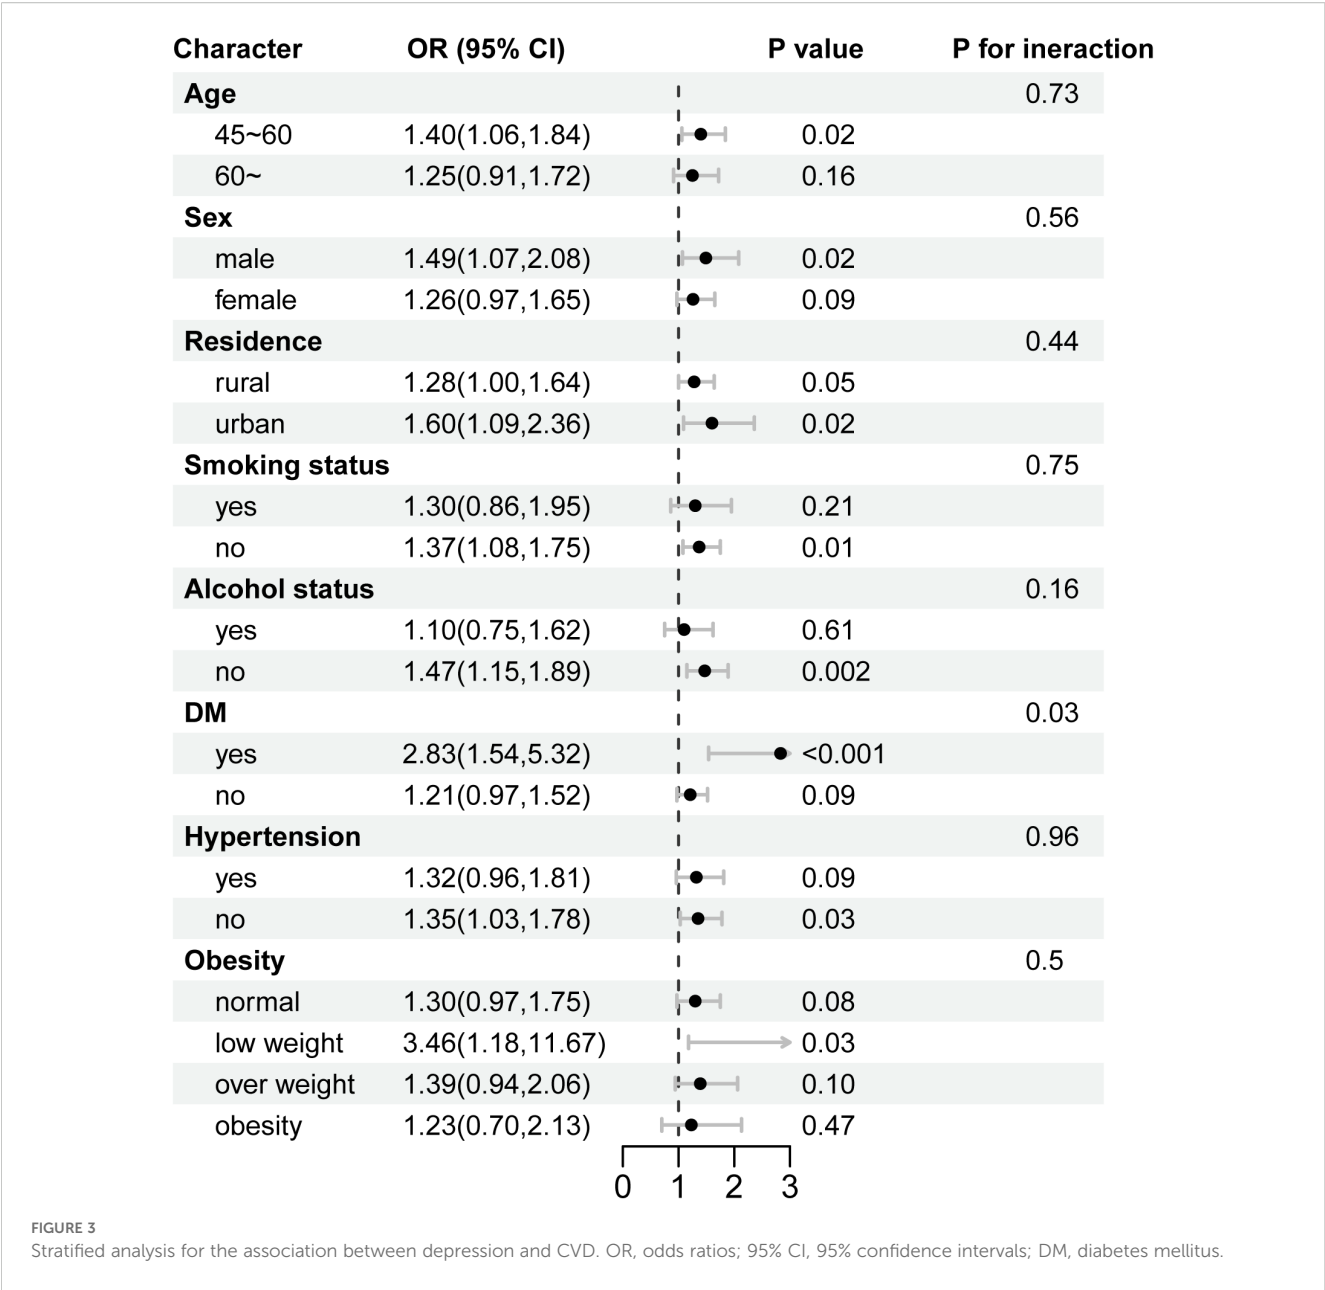 Character OR (95% CI) P value P for ineraction
Age 0.73
45~60 1.40(1.06,1.84) 0.02
60~ 1.25(0.91,1.72) 0.16
Sex 0.56
male 1.49(1.07,2.08) 0.02
female 1.26(0.97,1.65) 0.09
Residence 0.44
rural 1.28(1.00,1.64) 0.05
urban 1.60(1.09,2.36) 0.02
Smoking status 0.75
yes 1.30(0.86,1.95) 0.21
no 1.37(1.08,1.75) 0.01
Alcohol status 0.16
yes 1.10(0.75,1.62) 0.61
no 1.47(1.15,1.89) 0.002
DM 0.03
yes 2.83(1.54,5.32) <0.001
no 1.21(0.97,1.52) 0.09
Hypertension 0.96
yes 1.32(0.96,1.81) 0.09
no 1.35(1.03,1.78) 0.03
Obesity 0.5
normal 1.30(0.97,1.75) 0.08
low weight 3.46(1.18,11.67) 0.03
over weight 1.39(0.94,2.06) 0.10
obesity 1.23(0.70,2.13) 0.47
0 1 2 3
FIGURE 3
Stratified analysis for the association between depression and CVD. OR, odds ratios; 95% CI, 95% confidence intervals; DM, diabetes mellitus.